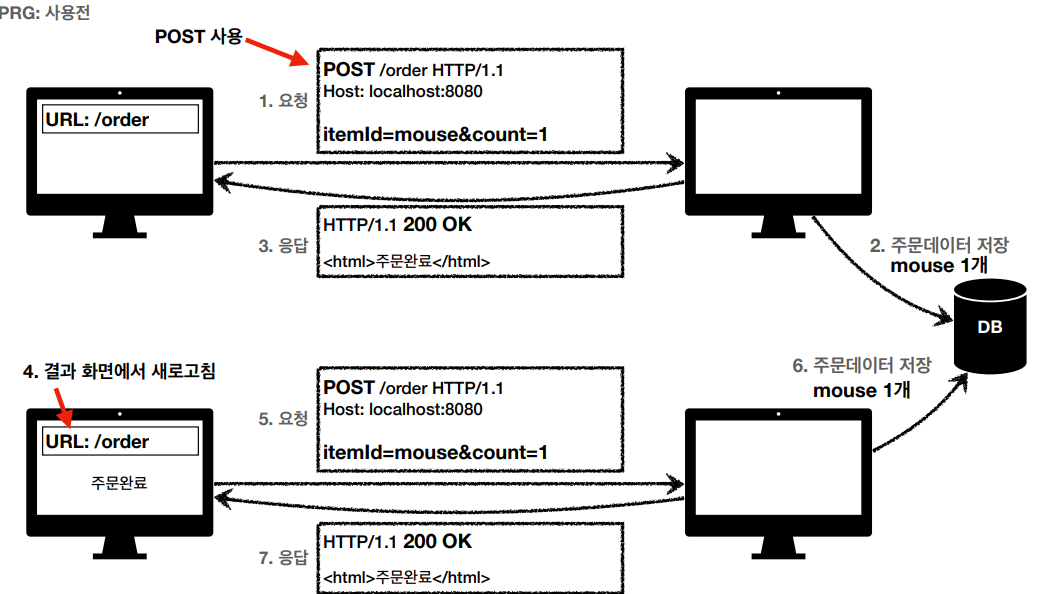 PRG: 사용전
POST 사용
1. 요청
POST /order HTTP/1.1
Host: localhost:8080
itemId=mouse&count=1
URL: /order
3. 응답
HTTP/1.1 200 OK
<html>주문완료</html>
2. 주문데이터 저장
mouse 1개
DB
4. 결과 화면에서 새로고침
5. 요청
POST /order HTTP/1.1
Host: localhost:8080
itemId=mouse&count=1
6. 주문데이터 저장
mouse 1개
URL: /order
주문완료
7. 응답
HTTP/1.1 200 OK
<html>주문완료</html>